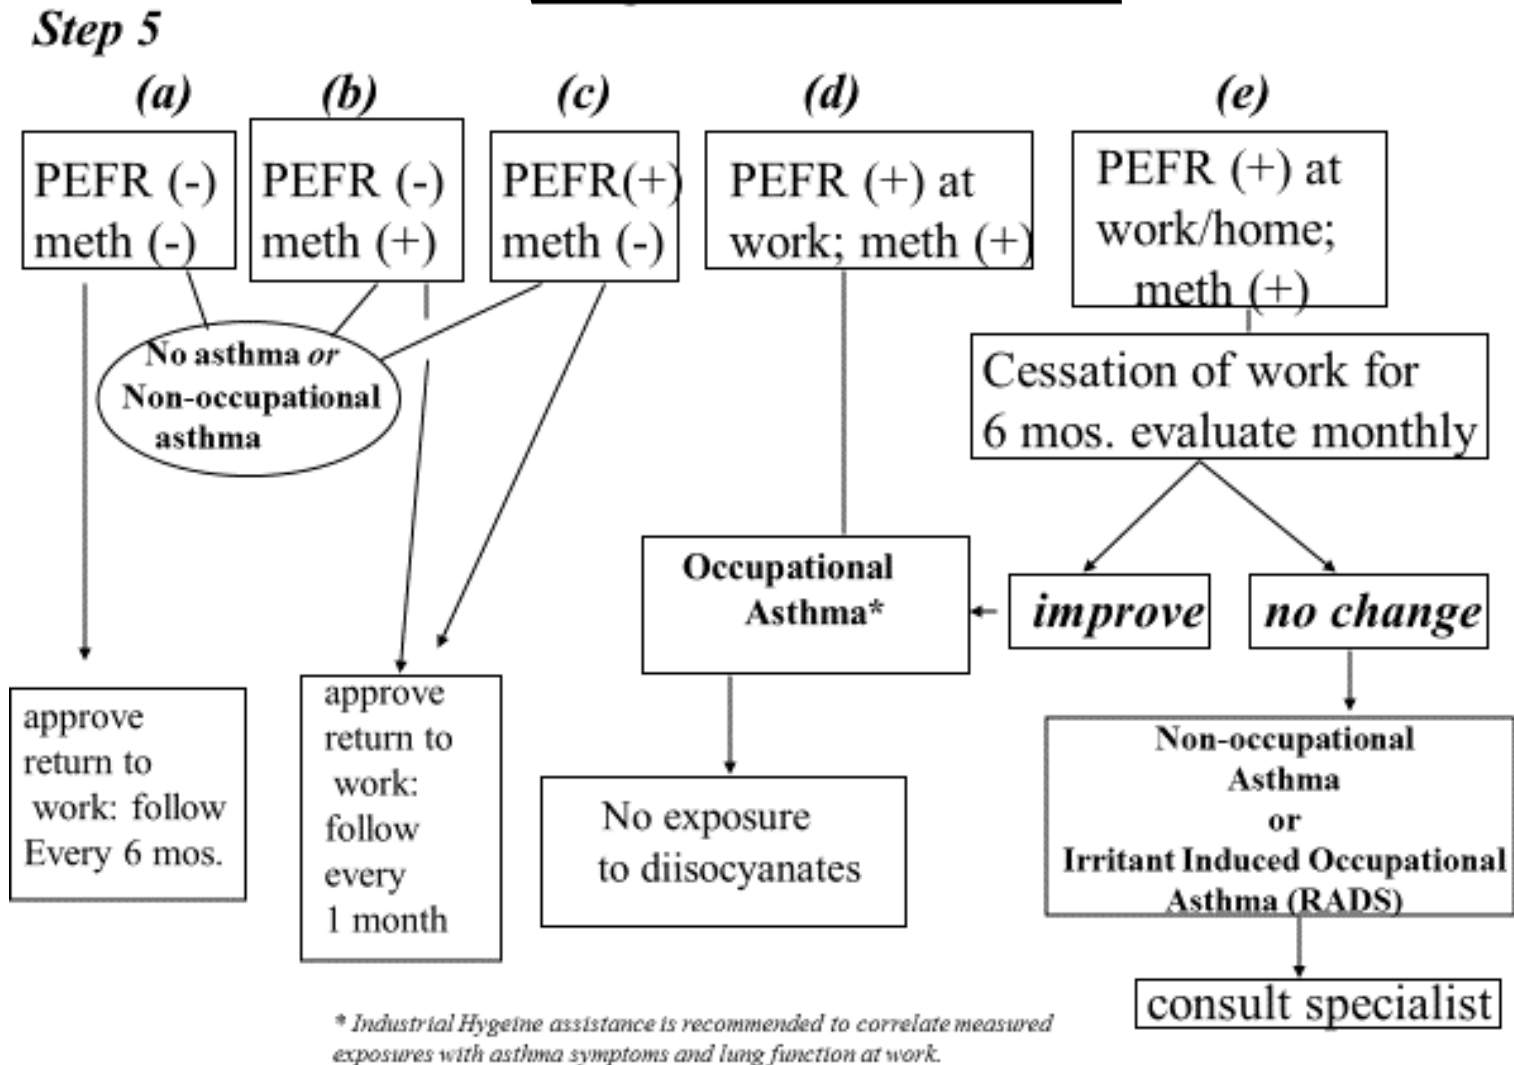 Step 5
(a)
(b)
(c)
(d)
(e)
PEFR (-)
meth (-)
PEFR (-)
meth (+)
PEFR(+)
meth (-)
PEFR (+) at
work; meth (+)
PEFR (+) at
work/home;
meth (+)
No asthma or
Non-occupational
asthma
Cessation of work for
6 mos. evaluate monthly
Occupational
Asthma*
improve
no change
approve
return to
work: follow
Every 6 mos.
approve
return to
work:
follow
every
1 month
No exposure
to diisocyanates
Non-occupational
Asthma
or
Irritant Induced Occupational
Asthma (RADS)
consult specialist
* Industrial Hygeine assistance is recommended to correlate measured
exposures with asthma symptoms and lung function at work.